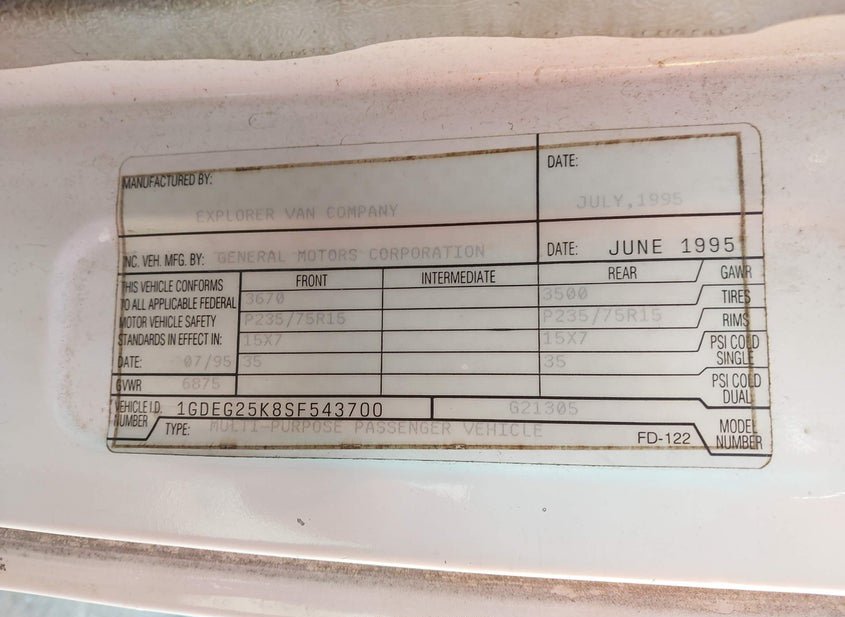 MANUFACTURED BY:
DATE:
EXPLORER VAN COMPANY
JULY,1995
INC. VEH. MFG. BY: GENERAL MOTORS CORPORATION
DATE: JUNE 1995
THIS VEHICLE CONFORMS
TO ALL APPLICABLE FEDERAL
MOTOR VEHICLE SAFETY
STANDARDS IN EFFECT IN:
DATE: 07/95
GVWR 6875
FRONT INTERMEDIATE REAR GAWR
3670 3500 TIRES
P235/75R15 P235/75R15 RIMS
15X7 15X7 PSI COLD SINGLE
35 35 PSI COLD DUAL
VEHICLE I.D. NUMBER 1GDEG25K8SF543700 G21305
TYPE: MULTI-PURPOSE PASSENGER VEHICLE FD-122 MODEL NUMBER